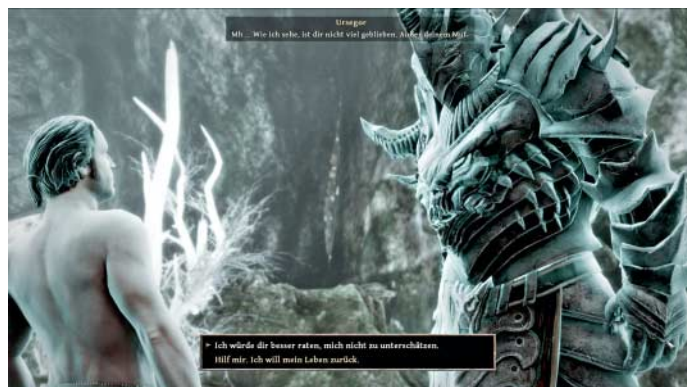 Ursegor
Mh ... Wie ich sehe, ist dir nicht viel geblieben. Außer deinem Mut.
Ich würde dir besser raten, mich nicht zu unterschätzen.
Hilf mir. Ich will mein Leben zurück.